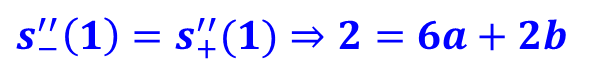 s″₋(1) = s″₊(1) ⇒ 2 = 6a + 2b